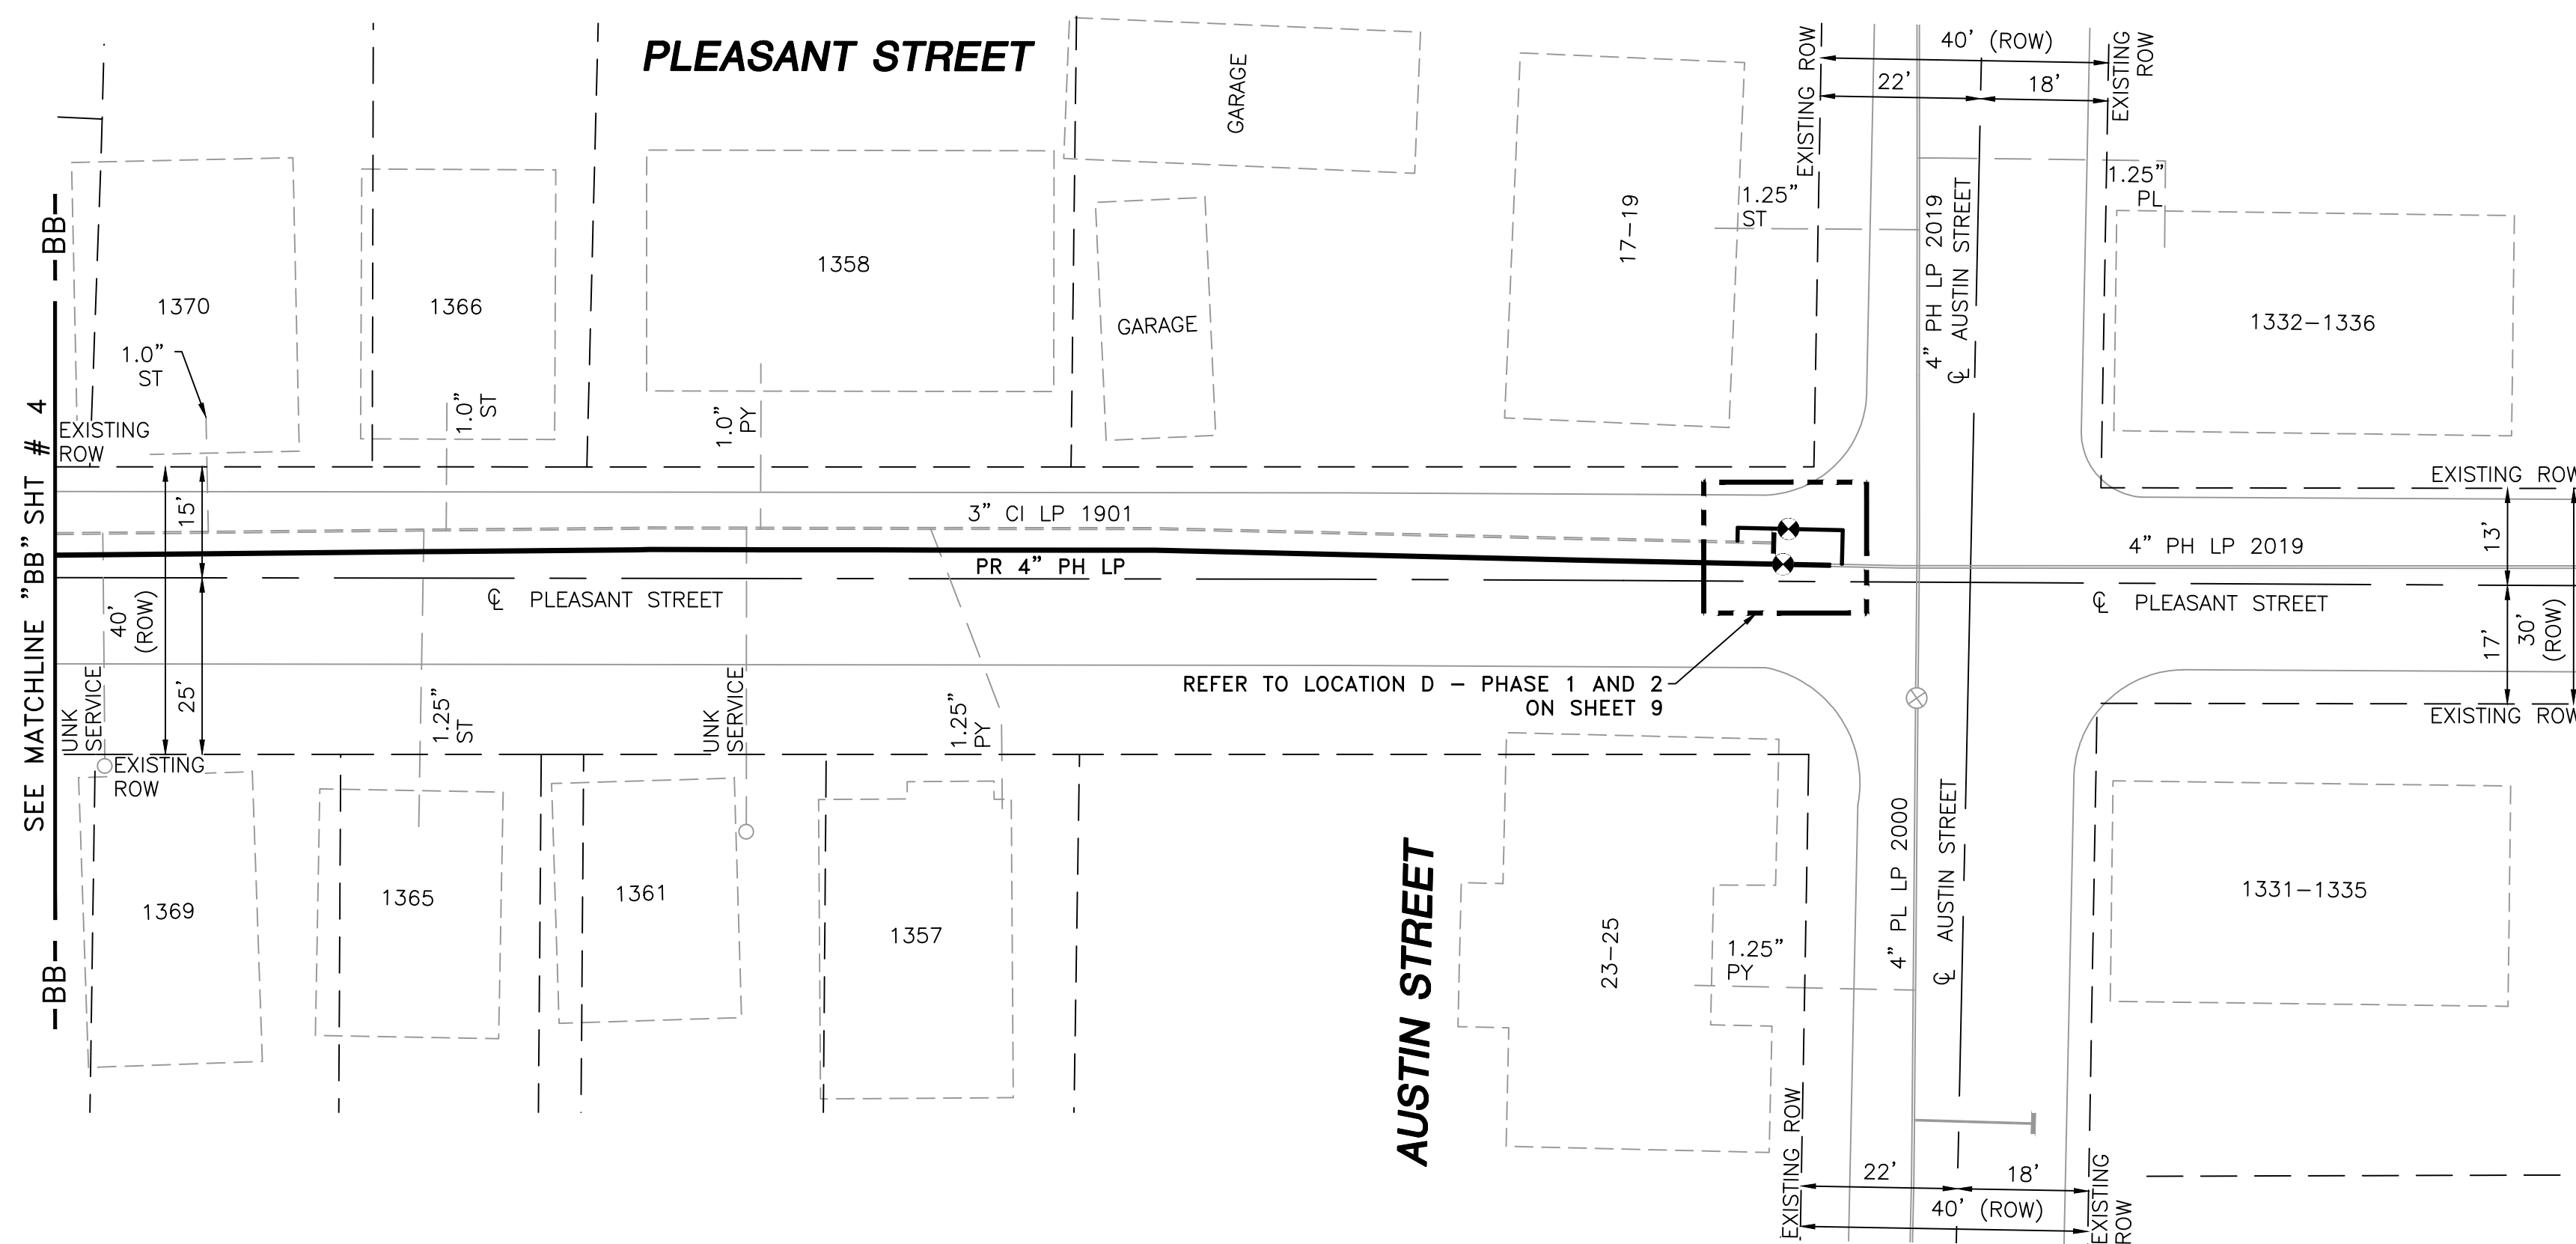 PLEASANT STREET
GARAGE
EXISTING ROW
40' (ROW)
EXISTING
ROW
22'
18'
EXISTING ROW
EXISTING
-BB-
1370
1366
1358
GARAGE
17-19
1.25"
ST
4" PH LP 2019
℄ AUSTIN STREET
1.25"
PL
1332-1336
1.0"
ST
1.0"
ST
1.0"
PY
EXISTING
ROW
SEE MATCHLINE "BB" SHT # 4
15'
40'
(ROW)
25'
3" CI LP 1901
PR 4" PH LP
℄ PLEASANT STREET
EXISTING ROW
13'
4" PH LP 2019
℄ PLEASANT STREET
17'
30'
(ROW)
EXISTING ROW
REFER TO LOCATION D - PHASE 1 AND 2
ON SHEET 9
UNK
SERVICE
1.25"
ST
UNK
SERVICE
1.25"
PY
EXISTING
ROW
1369
1365
1361
1357
-BB-
AUSTIN STREET
23-25
1.25"
PY
4" PL LP 2000
℄ AUSTIN STREET
1331-1335
EXISTING ROW
EXISTING ROW
22'
18'
40' (ROW)
EXISTING
ROW